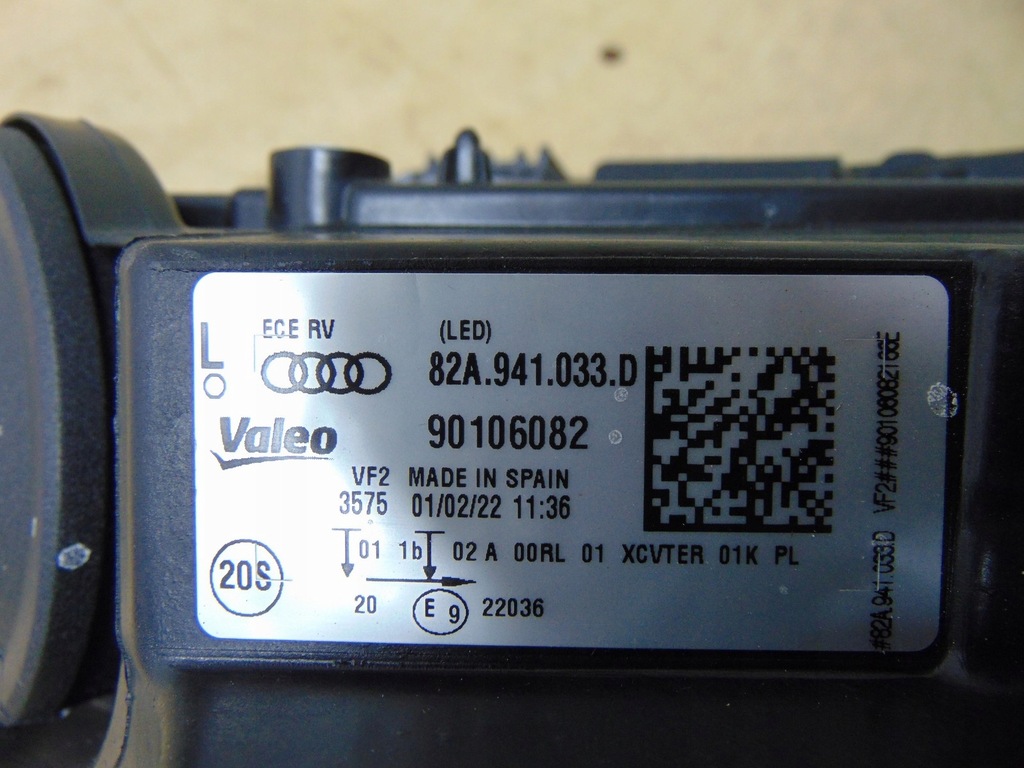 L
ECE RV (LED)
82A.941.033.D
Valeo 90106082
VF2 MADE IN SPAIN
3575 01/02/22 11:36
01 1b 02 A 00RL 01 XCVTER 01K PL
20S
20 E 9 22036
#82A.941.033.D VF2###90106082